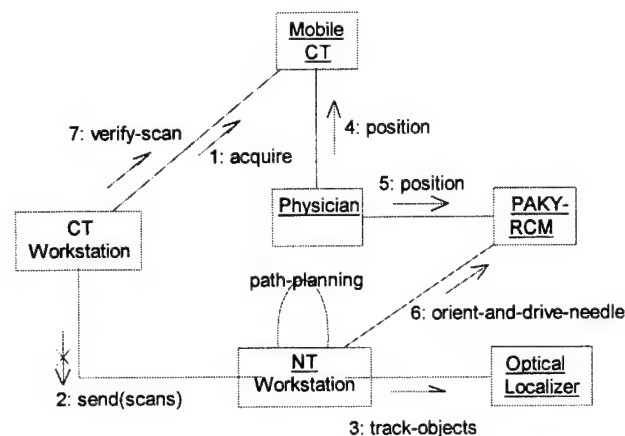 Mobile
CT
7: verify-scan
1: acquire
4: position
5: position
Physician
PAKY-
RCM
CT
Workstation
path-planning
6: orient-and-drive-needle
NT
Workstation
Optical
Localizer
2: send(scans)
3: track-objects